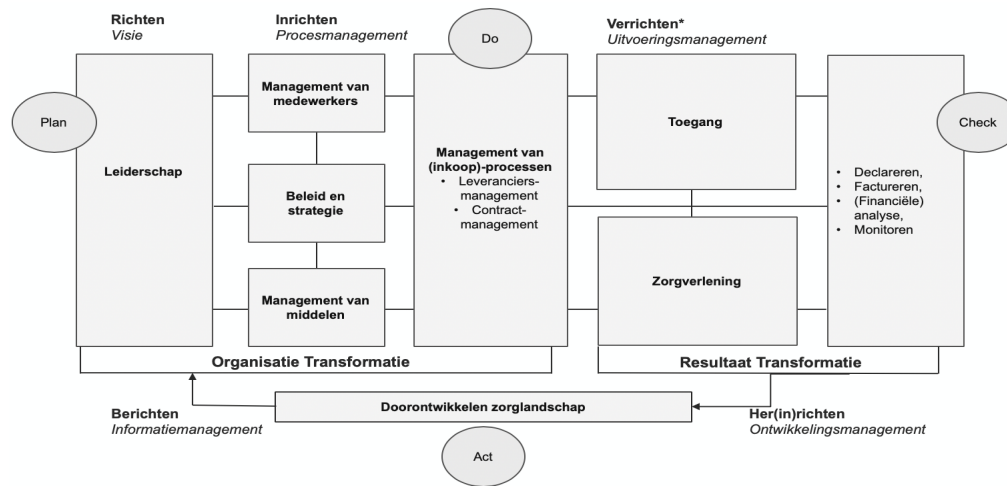 Richten
Visie
Inrichten
Procesmanagement
Do
Verrichten*
Uitvoeringsmanagement
Plan
Leiderschap
Management van
medewerkers
Beleid en
strategie
Management van
middelen
Management van
(inkoop)-processen
• Leveranciers-
management
• Contract-
management
Toegang
Zorgverlening
Check
• Declareren,
• Factureren,
• (Financiële)
analyse,
• Monitoren
Organisatie Transformatie
Resultaat Transformatie
Berichten
Informatiemanagement
Doorontwikkelen zorglandschap
Her(in)richten
Ontwikkelingsmanagement
Act